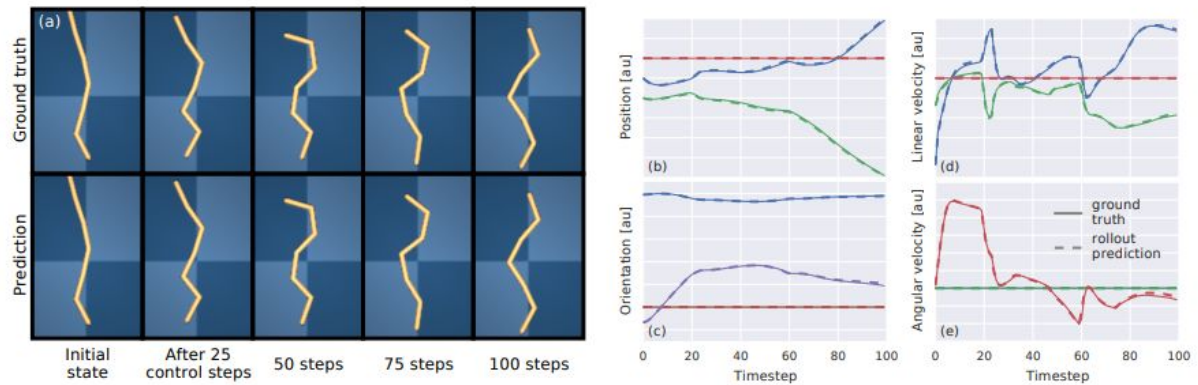 (a)
Ground truth
Prediction
Initial
state
After 25
control steps
50 steps
75 steps
100 steps
Position [au]
(b)
Orientation [au]
(c)
0 20 40 60 80 100
Timestep
Linear velocity [au]
(d)
Angular velocity [au]
ground
truth
rollout
prediction
(e)
0 20 40 60 80 100
Timestep